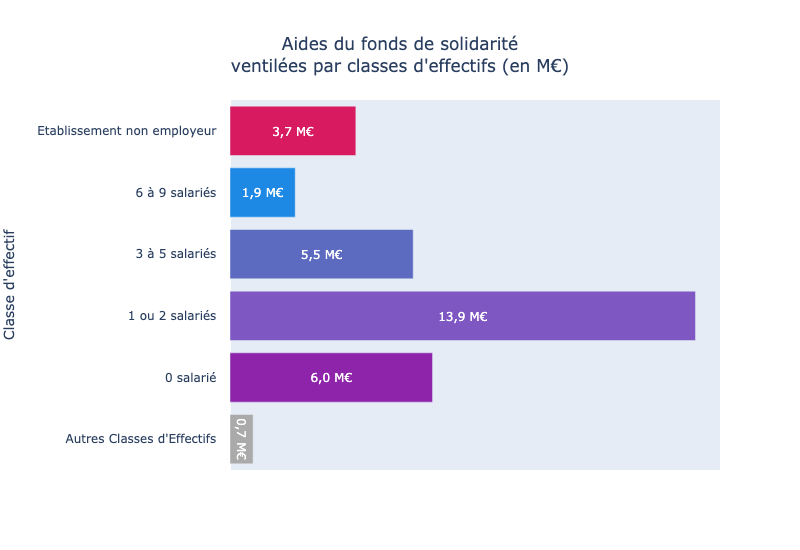 Aides du fonds de solidarité
ventilées par classes d'effectifs (en M€)
Classe d'effectif
Etablissement non employeur
3,7 M€
6 à 9 salariés
1,9 M€
3 à 5 salariés
5,5 M€
1 ou 2 salariés
13,9 M€
0 salarié
6,0 M€
Autres Classes d'Effectifs
0,7 M€